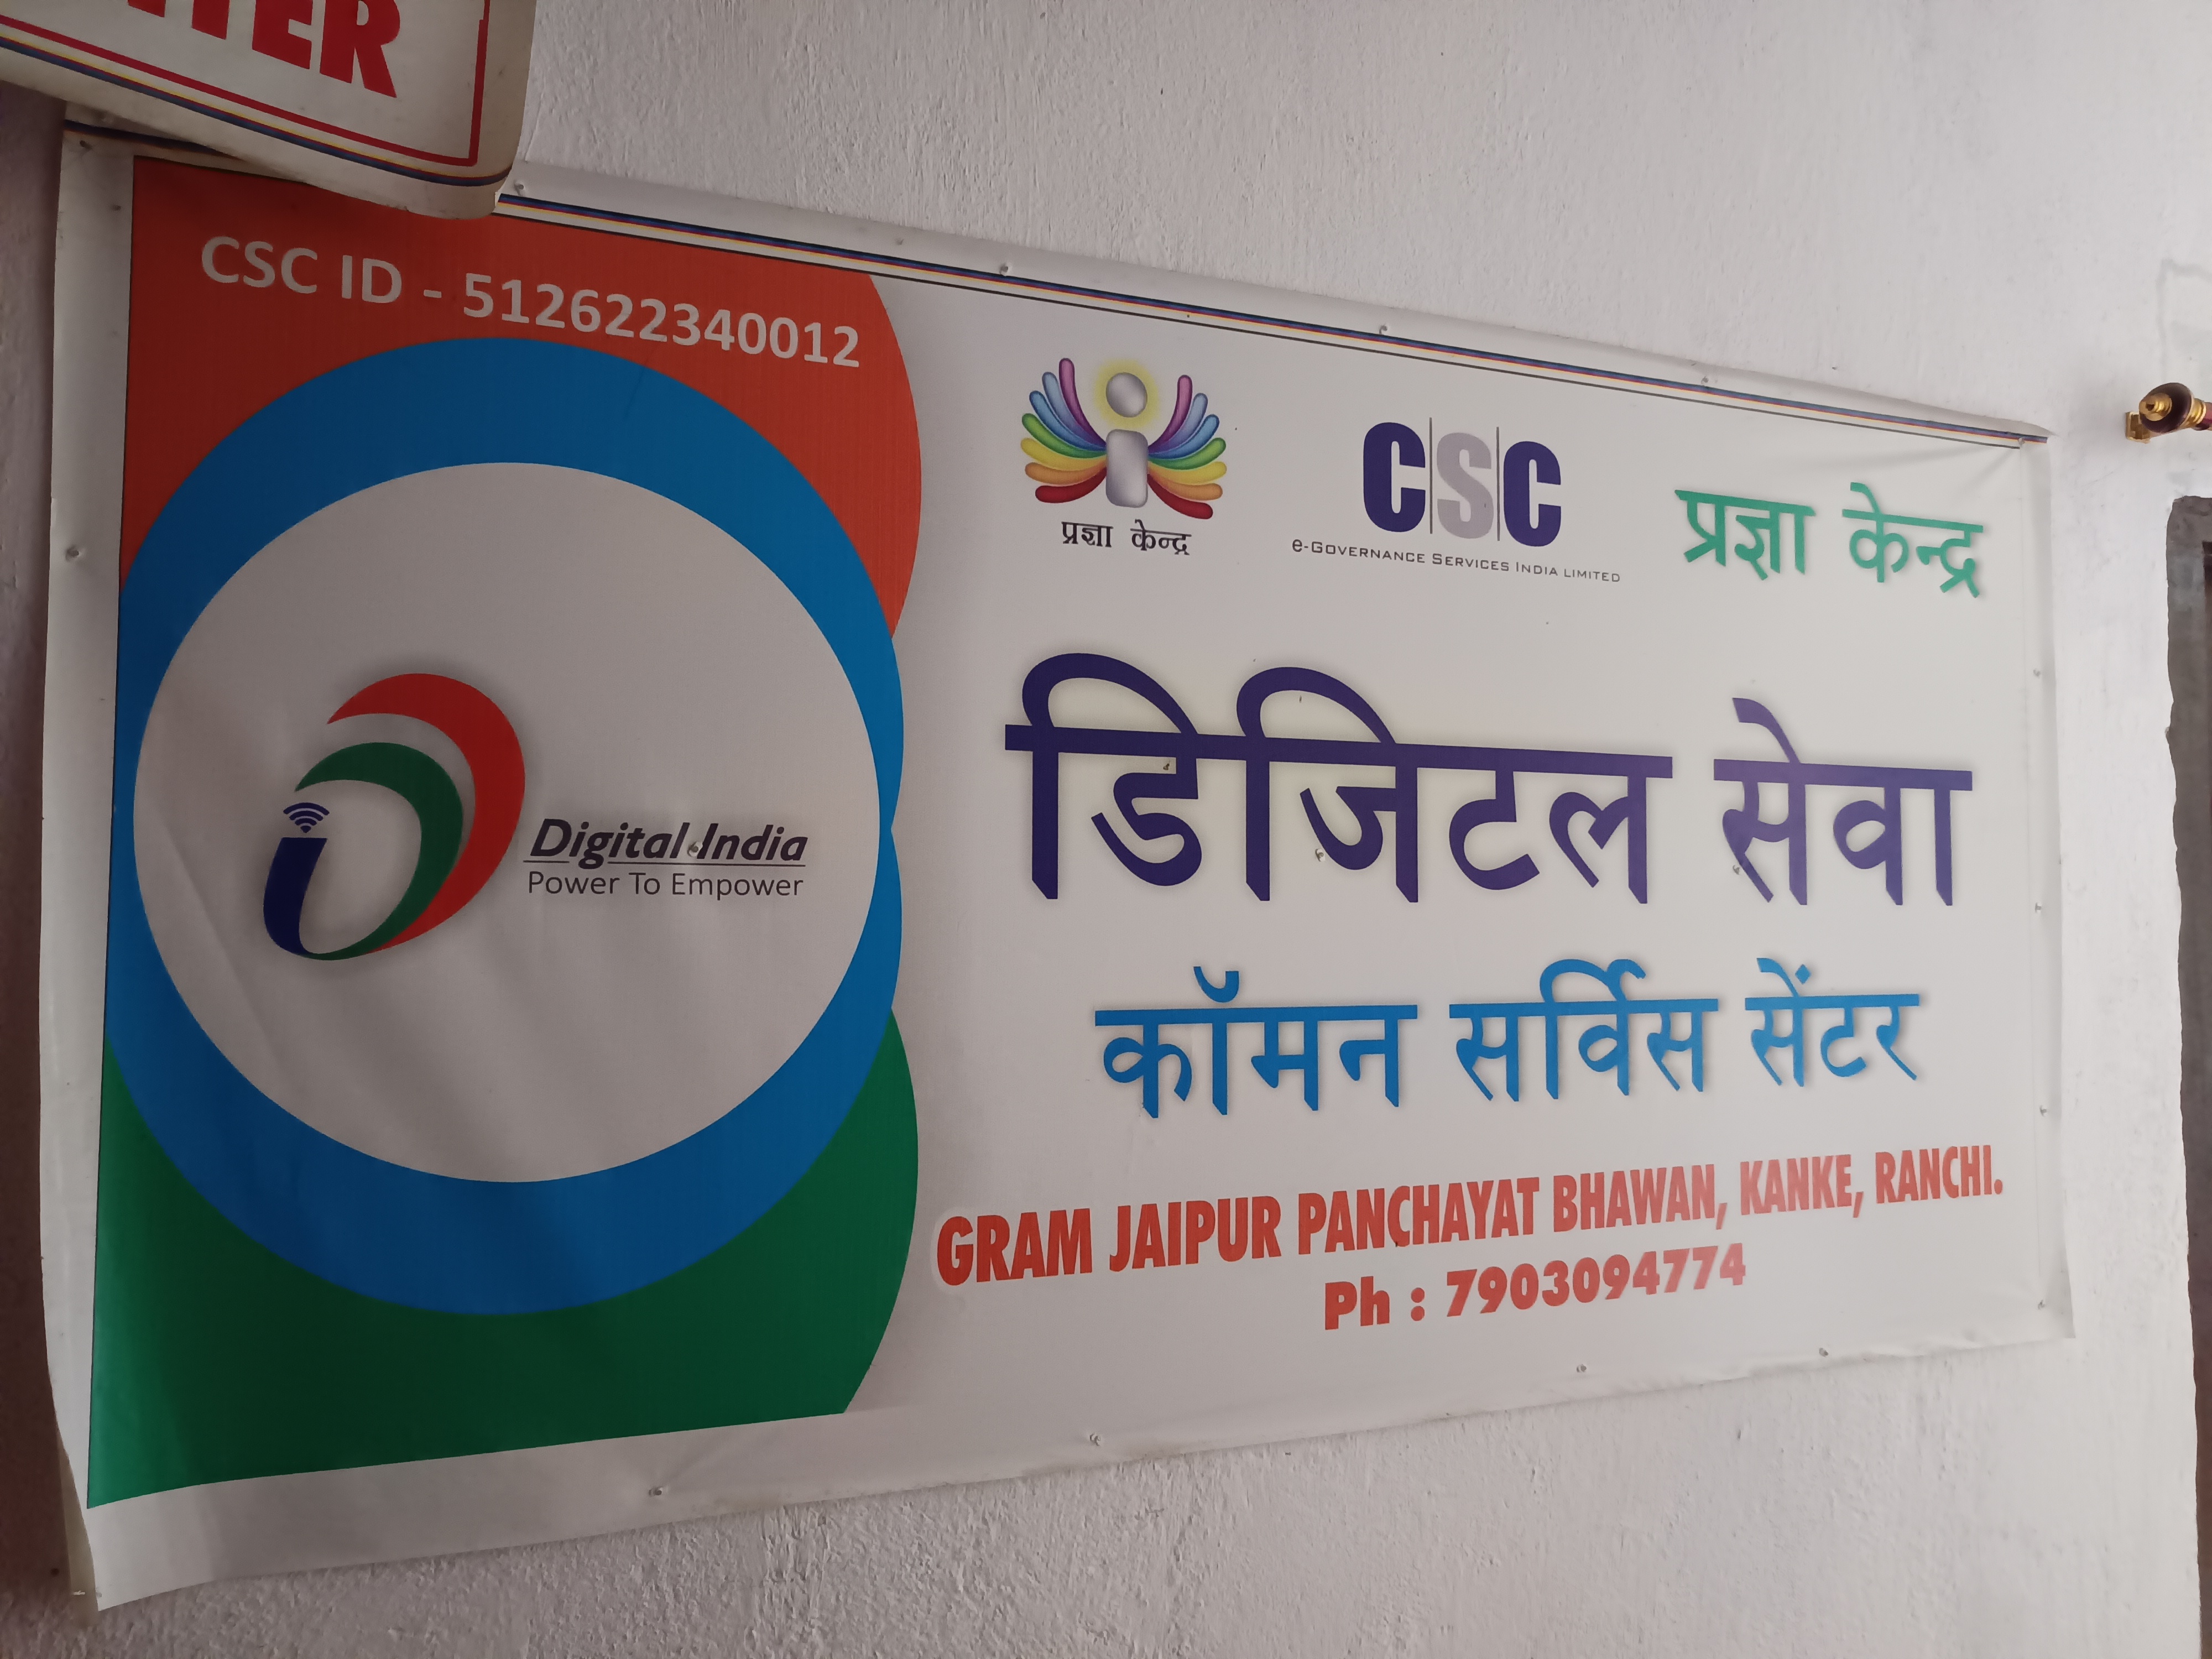 CSC ID - 512622340012
प्रज्ञा केन्द्र
CSC
e-GOVERNANCE SERVICES INDIA LIMITED
प्रज्ञा केन्द्र
Digital India
Power To Empower
डिजिटल सेवा
कॉमन सर्विस सेंटर
GRAM JAIPUR PANCHAYAT BHAWAN, KANKE, RANCHI.
Ph : 7903094774